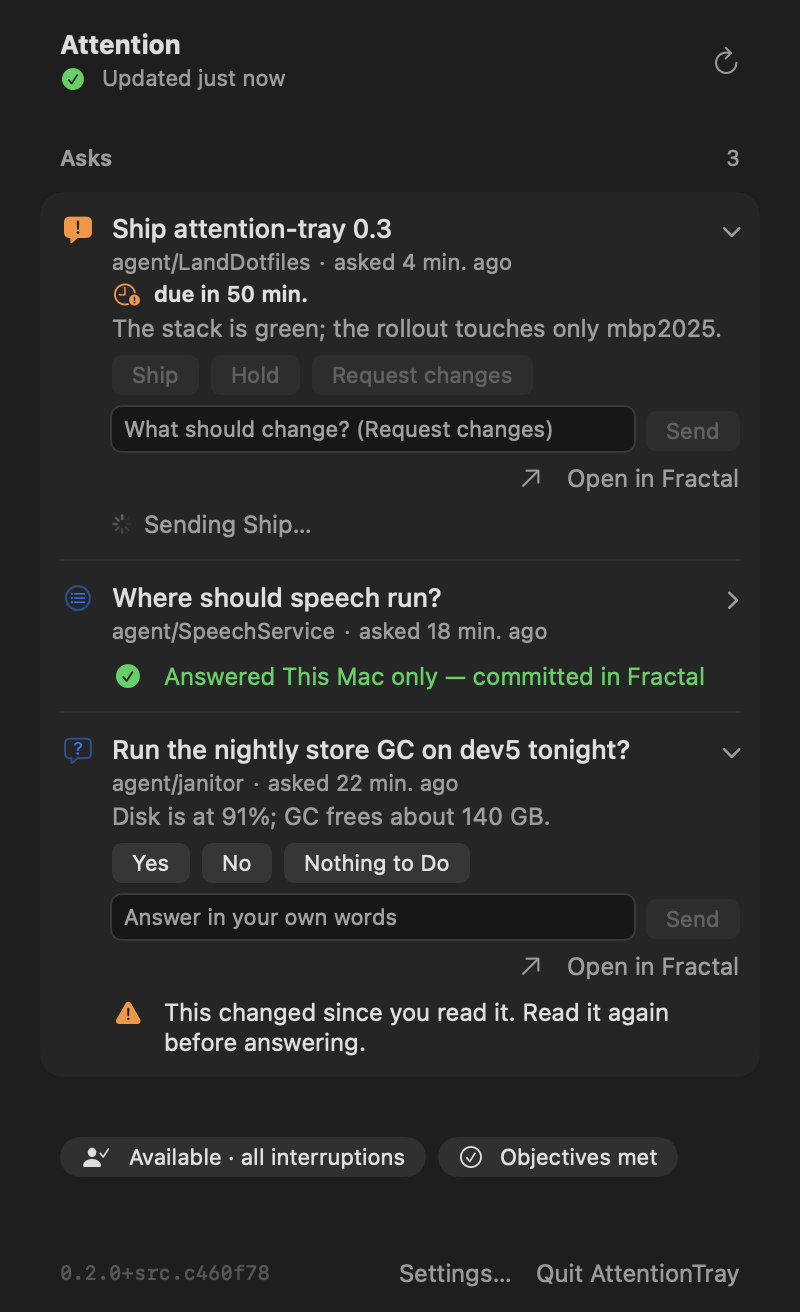 Attention
Updated just now
Asks
3
Ship attention-tray 0.3
agent/LandDotfiles · asked 4 min. ago
due in 50 min.
The stack is green; the rollout touches only mbp2025.
Ship Hold Request changes
What should change? (Request changes) Send
Open in Fractal
Sending Ship…
Where should speech run?
agent/SpeechService · asked 18 min. ago
Answered This Mac only — committed in Fractal
Run the nightly store GC on dev5 tonight?
agent/janitor · asked 22 min. ago
Disk is at 91%; GC frees about 140 GB.
Yes No Nothing to Do
Answer in your own words Send
Open in Fractal
This changed since you read it. Read it again
before answering.
Available · all interruptions Objectives met
0.2.0+src.c460f78 Settings… Quit AttentionTray